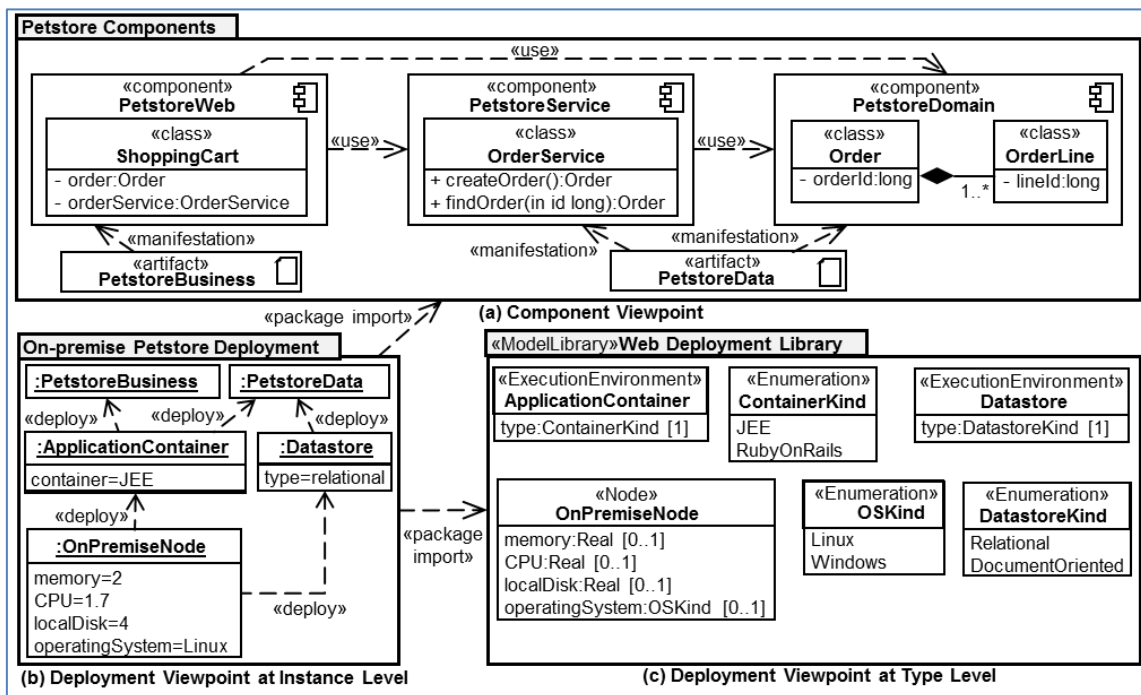 Petstore Components
«use»
«component»
PetstoreWeb
«class»
ShoppingCart
- order:Order
- orderService:OrderService
«use»
«component»
PetstoreService
«class»
OrderService
+ createOrder():Order
+ findOrder(in id long):Order
«use»
«component»
PetstoreDomain
«class»
Order
- orderId:long
1..*
«class»
OrderLine
- lineId:long
«manifestation»
«artifact»
PetstoreBusiness
«manifestation»
«manifestation»
«artifact»
PetstoreData
(a) Component Viewpoint
«package import»
On-premise Petstore Deployment
:PetstoreBusiness
:PetstoreData
«deploy»
«deploy»
«deploy»
:ApplicationContainer
container=JEE
:Datastore
type=relational
«deploy»
:OnPremiseNode
memory=2
CPU=1.7
localDisk=4
operatingSystem=Linux
«deploy»
(b) Deployment Viewpoint at Instance Level
«package
import»
«ModelLibrary»Web Deployment Library
«ExecutionEnvironment»
ApplicationContainer
type:ContainerKind [1]
«Enumeration»
ContainerKind
JEE
RubyOnRails
«ExecutionEnvironment»
Datastore
type:DatastoreKind [1]
«Node»
OnPremiseNode
memory:Real [0..1]
CPU:Real [0..1]
localDisk:Real [0..1]
operatingSystem:OSKind [0..1]
«Enumeration»
OSKind
Linux
Windows
«Enumeration»
DatastoreKind
Relational
DocumentOriented
(c) Deployment Viewpoint at Type Level